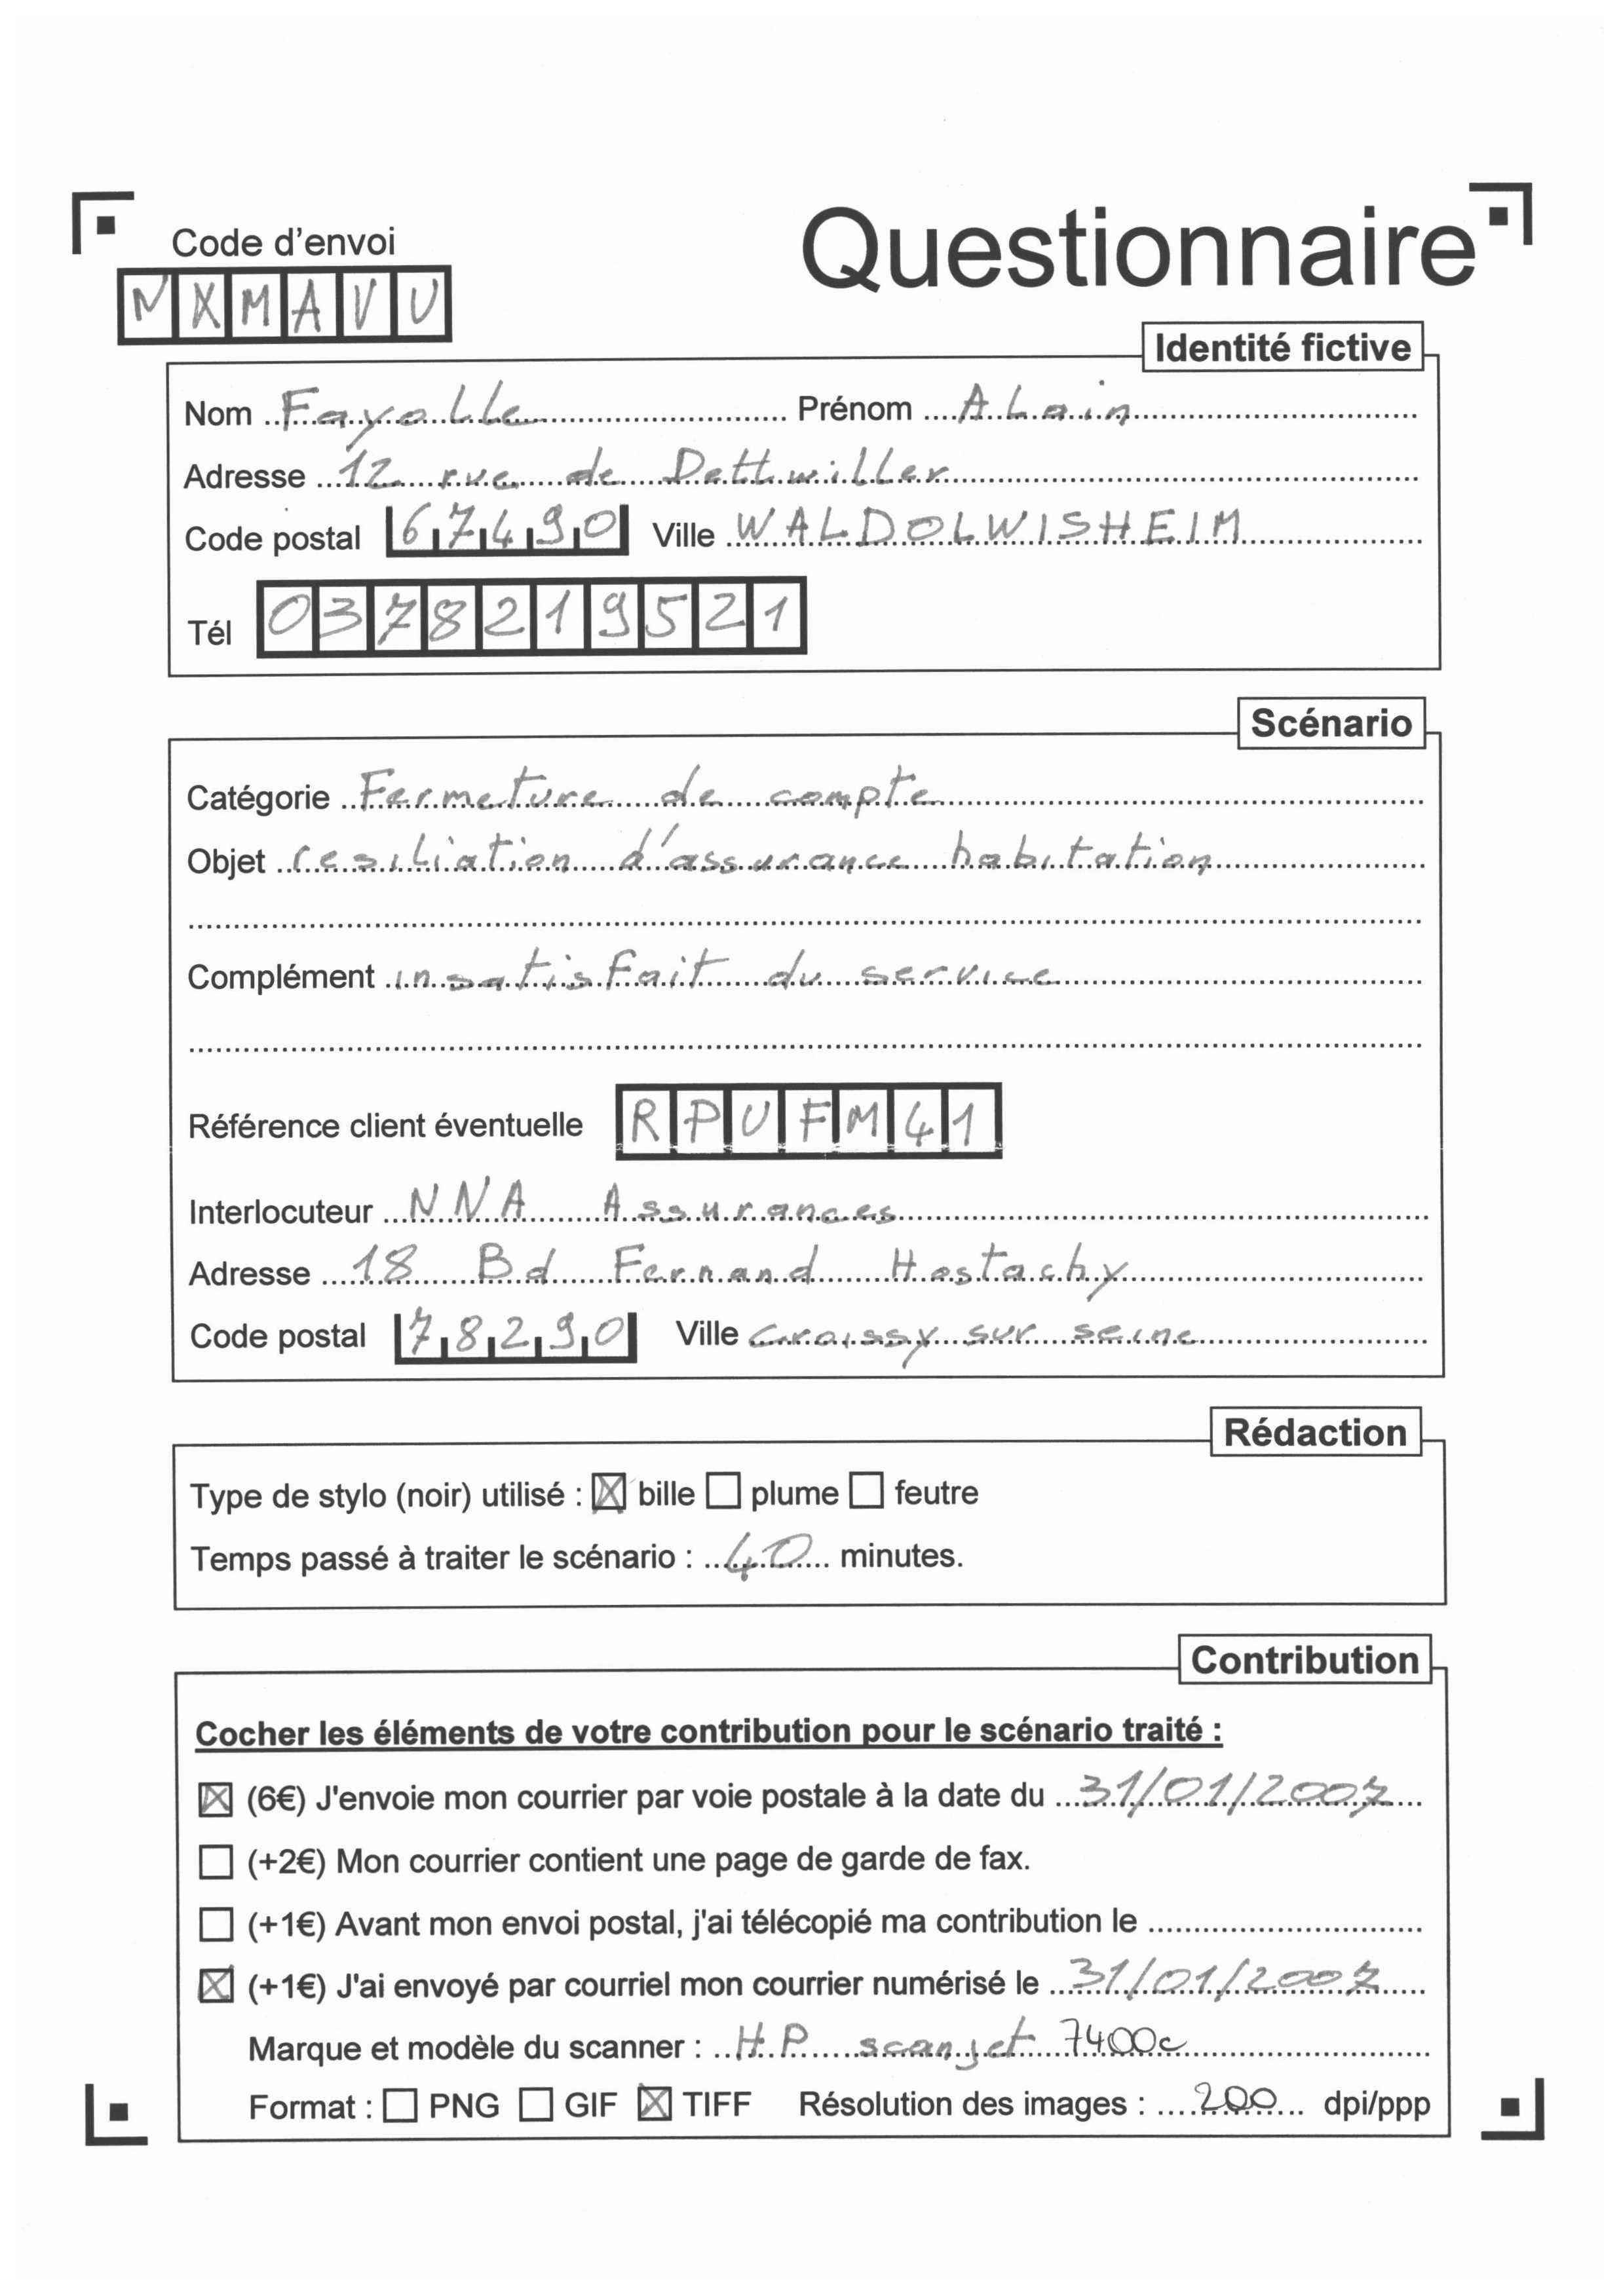 Questionnaire
Code d'envoi
NXMAVU
Identité fictive
Nom Fayolle Prénom ALain
Adresse 12 rue de Dettwiller
Code postal 67490 Ville WALDOLWISHEIM
Tél 0378219521
Scénario
Catégorie Fermeture de compte
Objet resiliation d'assurance habitation
Complément insatisfait du service
Référence client éventuelle RPUFM41
Interlocuteur NNA Assurances
Adresse 18 Bd Fernand Hostachy
Code postal 78290 Ville Croissy sur seine
Rédaction
Type de stylo (noir) utilisé : ☒ bille ☐ plume ☐ feutre
Temps passé à traiter le scénario : 40 minutes.
Contribution
Cocher les éléments de votre contribution pour le scénario traité :
☒ (6€) J'envoie mon courrier par voie postale à la date du 31/01/2007
☐ (+2€) Mon courrier contient une page de garde de fax.
☐ (+1€) Avant mon envoi postal, j'ai télécopié ma contribution le
☒ (+1€) J'ai envoyé par courriel mon courrier numérisé le 31/01/2007
Marque et modèle du scanner : HP scanjet 7400c
Format : ☐ PNG ☐ GIF ☒ TIFF Résolution des images : 200 dpi/ppp